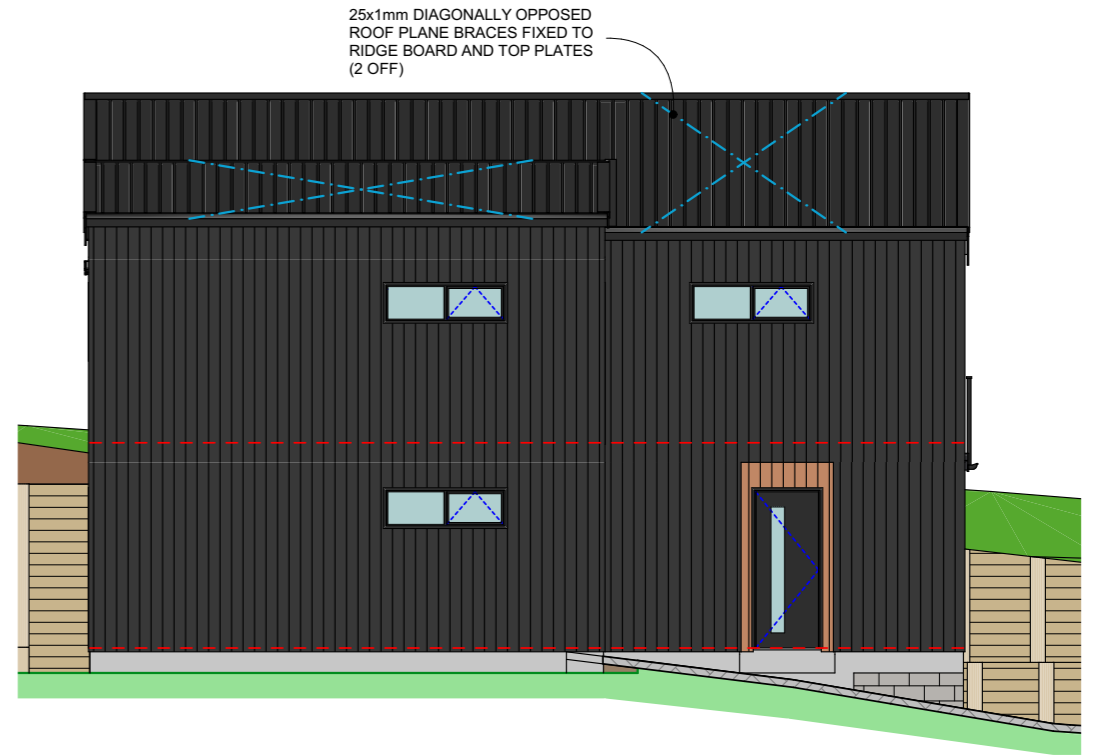 25x1mm DIAGONALLY OPPOSED
ROOF PLANE BRACES FIXED TO
RIDGE BOARD AND TOP PLATES
(2 OFF)